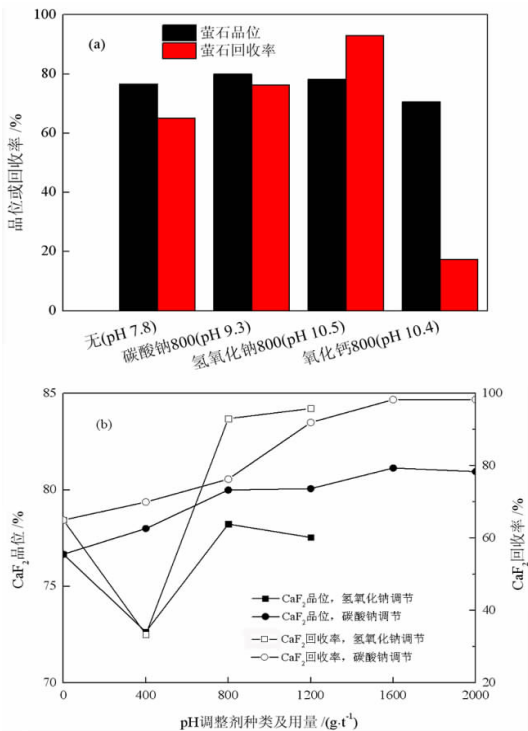 (a)
萤石品位
萤石回收率
品位或回收率 /%
100
80
60
40
20
0
无(pH 7.8)
碳酸钠800(pH 9.3)
氢氧化钠800(pH 10.5)
氧化钙800(pH 10.4)
(b)
CaF₂品位 /%
85
80
75
70
CaF₂回收率 /%
100
80
60
40
20
CaF₂品位，氢氧化钠调节
CaF₂品位，碳酸钠调节
CaF₂回收率，氢氧化钠调节
CaF₂回收率，碳酸钠调节
0 400 800 1200 1600 2000
pH调整剂种类及用量 /(g·t⁻¹)